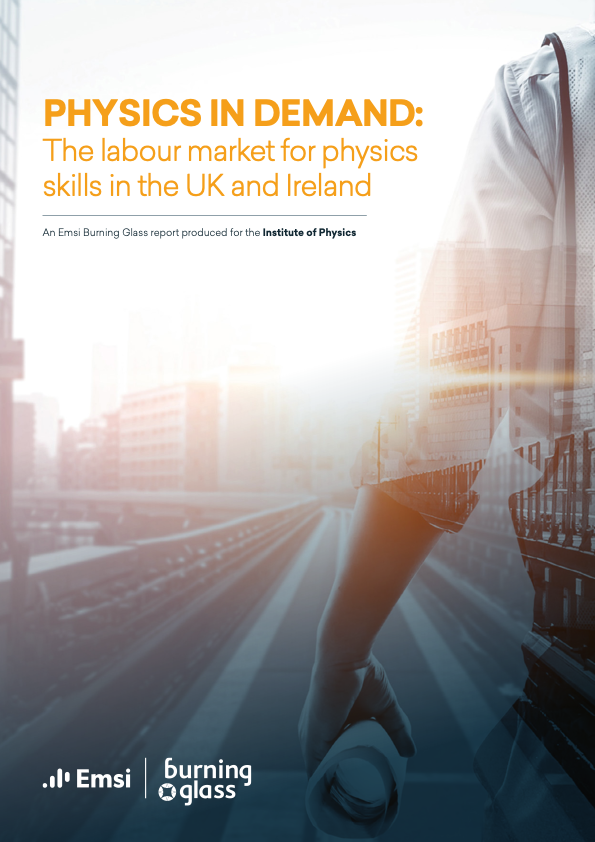 PHYSICS IN DEMAND:
The labour market for physics
skills in the UK and Ireland
An Emsi Burning Glass report produced for the Institute of Physics
Emsi
burning
glass